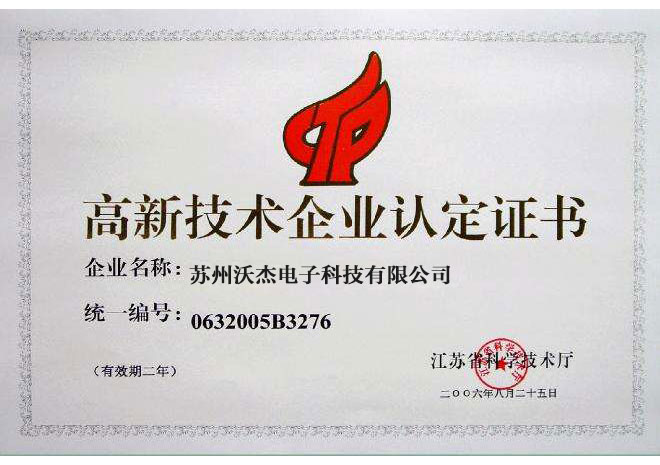 高新技术企业认定证书
企业名称：苏州沃杰电子科技有限公司
统一编号：0632005B3276
（有效期二年）
江苏省科学技术厅
二〇〇六年八月二十五日